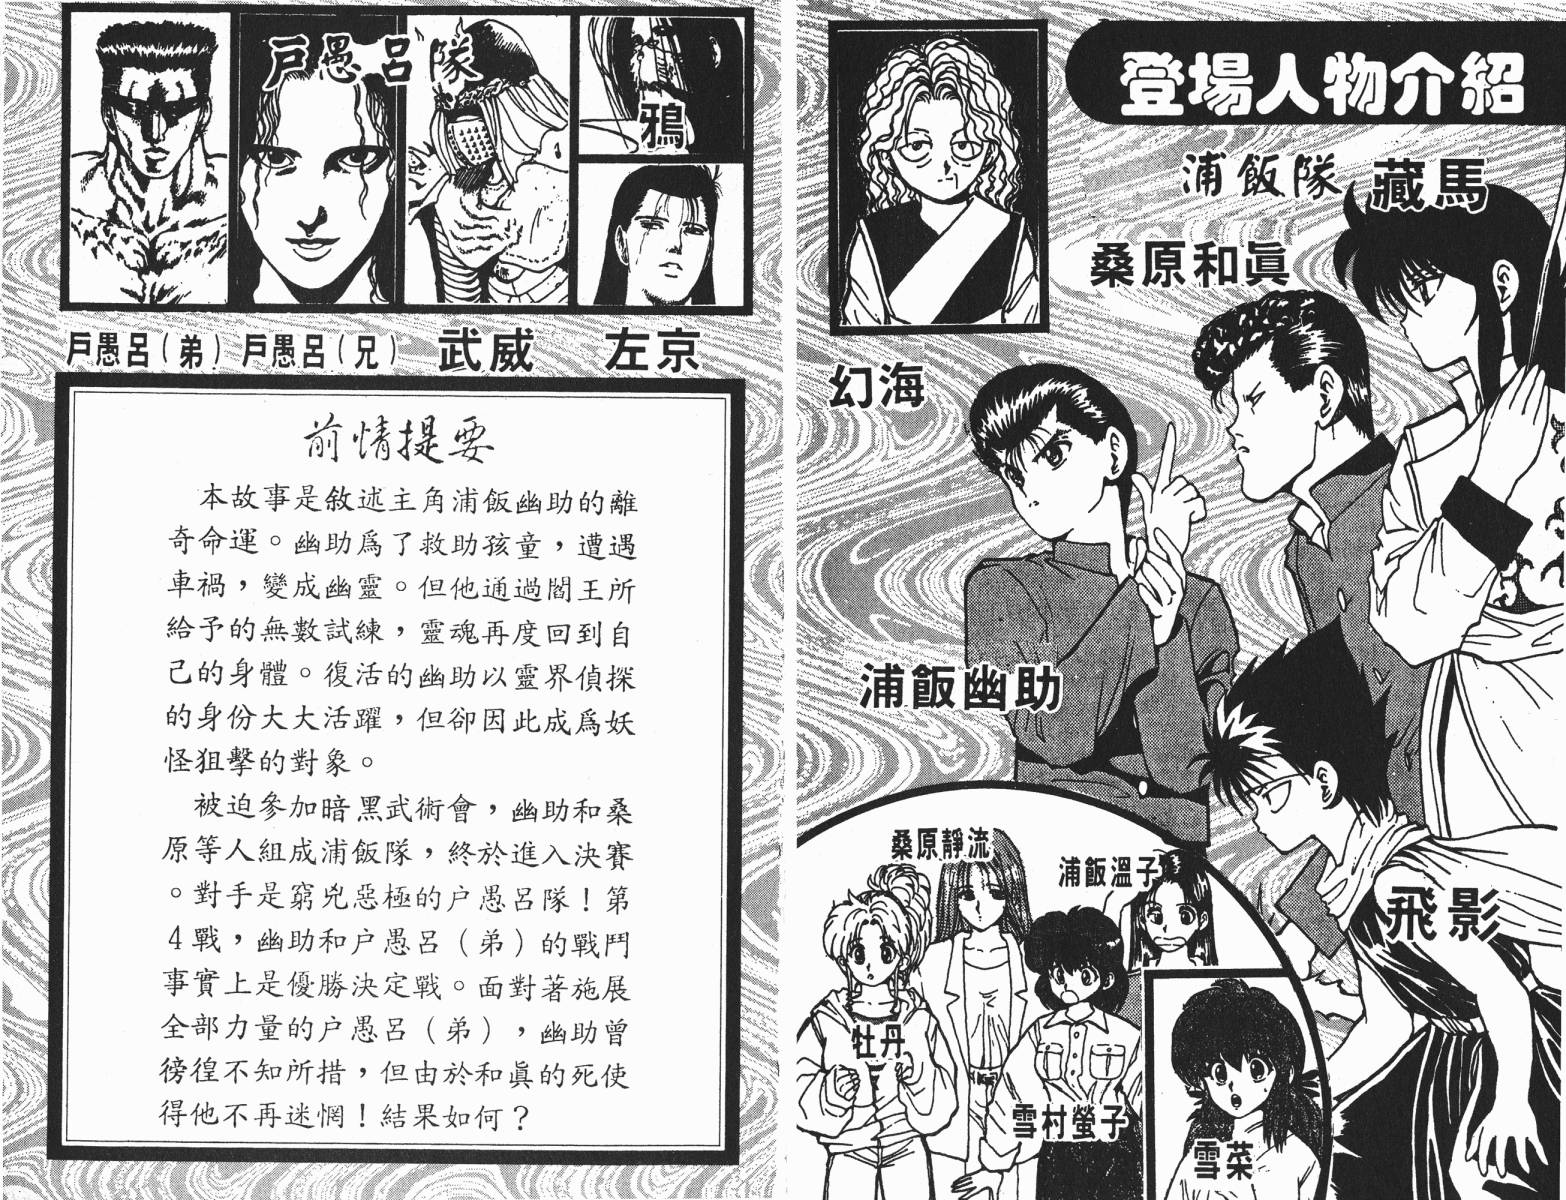 登場人物介紹
浦飯隊
藏馬
桑原和眞
幻海
浦飯幽助
飛影
桑原靜流
浦飯溫子
牡丹
雪村螢子
雪菜
戶愚呂隊
鴉
戶愚呂（弟）
戶愚呂（兄）
武威
左京
前情提要
本故事是敘述主角浦飯幽助的離
奇命運。幽助爲了救助孩童，遭遇
車禍，變成幽靈。但他通過閻王所
給予的無數試練，靈魂再度回到自
己的身體。復活的幽助以靈界偵探
的身份大大活躍，但卻因此成爲妖
怪狙擊的對象。
被迫參加暗黑武術會，幽助和桑
原等人組成浦飯隊，終於進入決賽
。對手是窮兇惡極的户愚呂隊！第
4戰，幽助和户愚呂（弟）的戰鬥
事實上是優勝決定戰。面對著施展
全部力量的户愚呂（弟），幽助曾
徬徨不知所措，但由於和眞的死使
得他不再迷惘！結果如何？